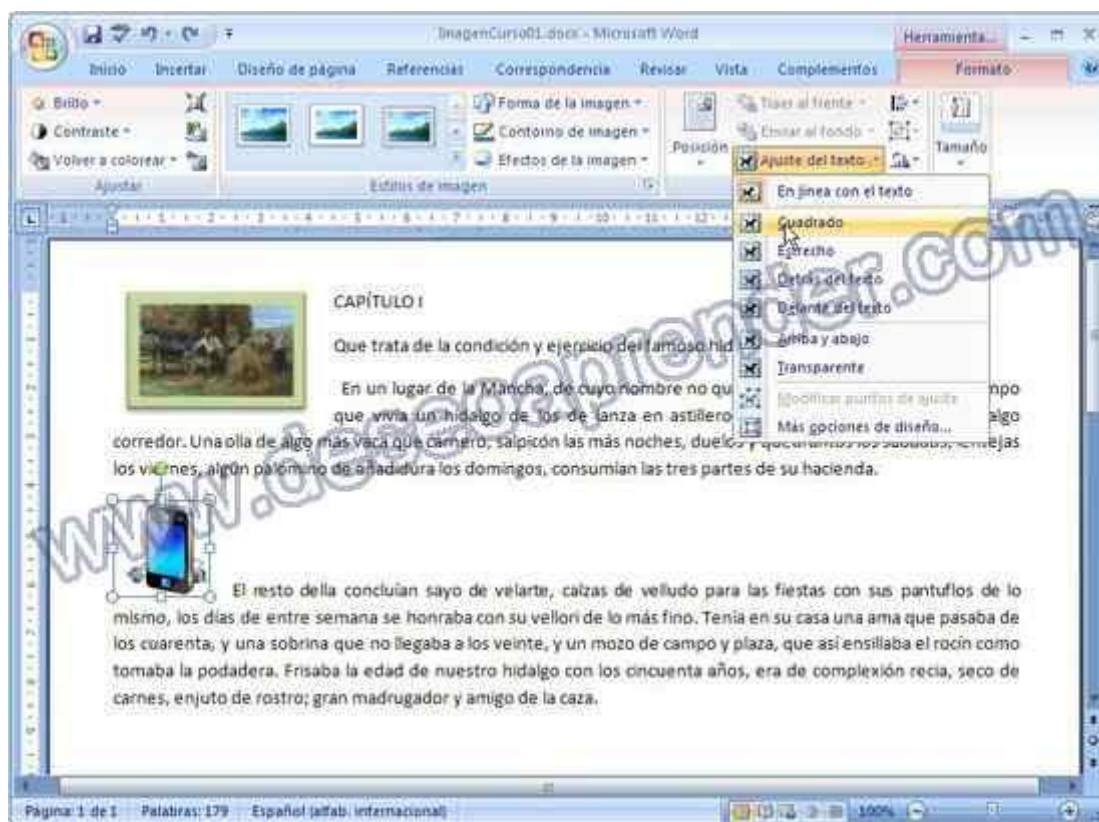 ImagenCurso01.docx - Microsoft Word
Herramienta...
Inicio Insertar Diseño de página Referencias Correspondencia Revisar Vista Complementos Formato
Brillo
Contraste
Volver a colorear
Forma de la imagen
Contorno de imagen
Efectos de la imagen
Posición
Traer al frente
Enviar al fondo
Ajuste del texto
Tamaño
Ajustar
Estilos de imagen
En línea con el texto
Cuadrado
Estrecho
Detrás del texto
Delante del texto
Arriba y abajo
Transparente
Modificar puntos de ajuste
Más opciones de diseño...
CAPÍTULO I
Que trata de la condición y ejercicio del famoso hid
En un lugar de la Mancha, de cuyo nombre no qu mpo
que vivía un hidalgo de los de lanza en astillero algo
corredor. Una olla de algo más vaca que carnero, salpicón las más noches, duelos y quebrantos los sábados, lentejas
los viernes, algún palomino de añadidura los domingos, consumían las tres partes de su hacienda.
El resto della concluían sayo de velarte, calzas de velludo para las fiestas con sus pantuflos de lo
mismo, los días de entre semana se honraba con su vellori de lo más fino. Tenía en su casa una ama que pasaba de
los cuarenta, y una sobrina que no llegaba a los veinte, y un mozo de campo y plaza, que así ensillaba el rocín como
tomaba la podadera. Frisaba la edad de nuestro hidalgo con los cincuenta años, era de complexión recia, seco de
carnes, enjuto de rostro; gran madrugador y amigo de la caza.
www.deseoaprender.com
Página: 1 de 1 Palabras: 179 Español (alfab. internacional) 100%